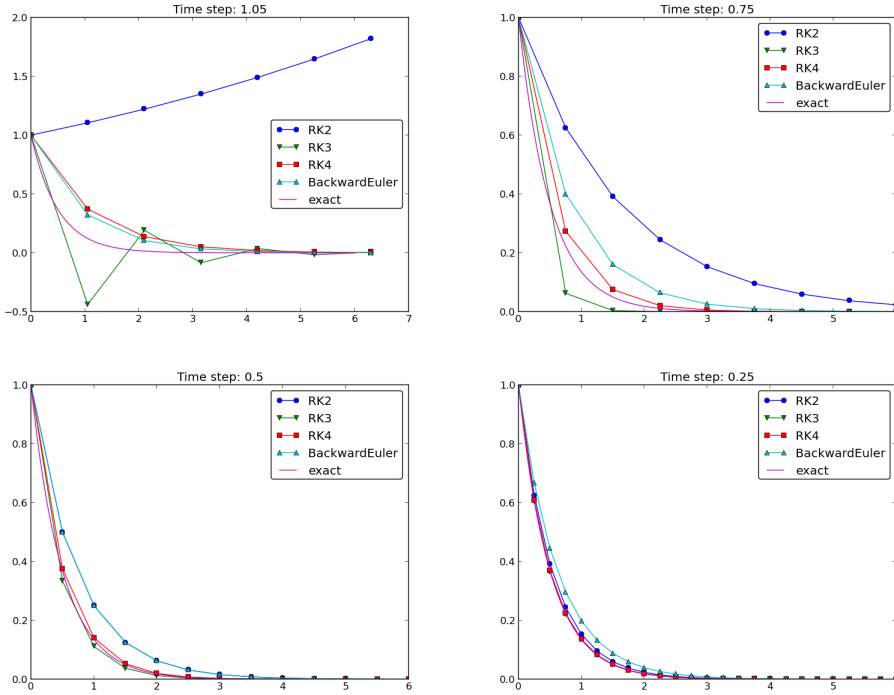 Time step: 1.05
2.0
1.5
1.0
0.5
0.0
−0.5
0 1 2 3 4 5 6 7
RK2
RK3
RK4
BackwardEuler
exact
Time step: 0.75
1.0
0.8
0.6
0.4
0.2
0.0
0 1 2 3 4 5
RK2
RK3
RK4
BackwardEuler
exact
Time step: 0.5
1.0
0.8
0.6
0.4
0.2
0.0
0 1 2 3 4 5 6
RK2
RK3
RK4
BackwardEuler
exact
Time step: 0.25
1.0
0.8
0.6
0.4
0.2
0.0
0 1 2 3 4 5
RK2
RK3
RK4
BackwardEuler
exact